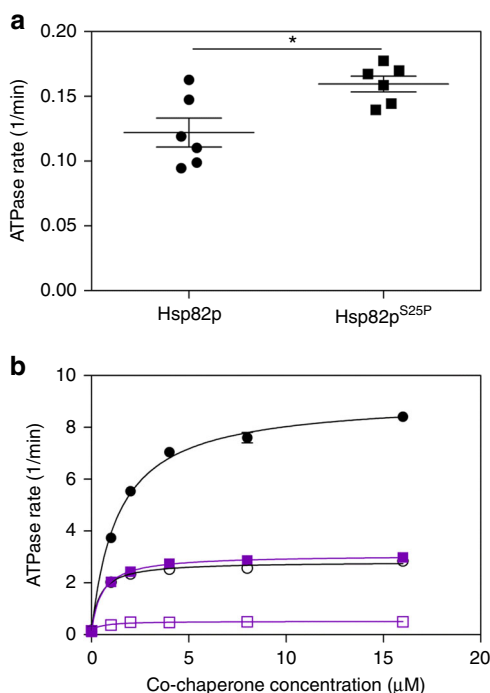 a
*
0.20
0.15
0.10
0.05
0.00
ATPase rate (1/min)
Hsp82p
Hsp82pS25P
b
10
8
6
4
2
0
ATPase rate (1/min)
0
5
10
15
20
Co-chaperone concentration (μM)